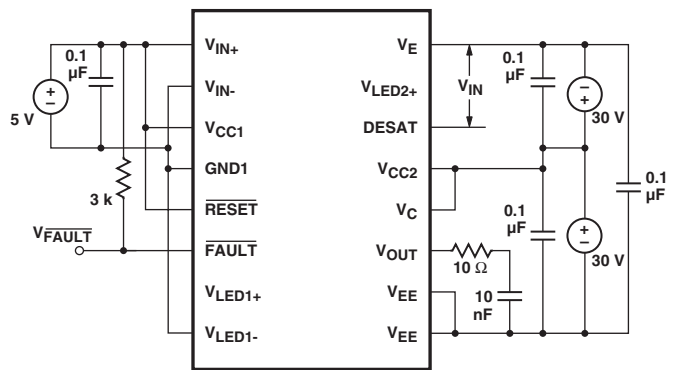 0.1
µF
5 V
3 k
V_FAULT
V_IN+
V_IN-
V_CC1
GND1
RESET
FAULT
V_LED1+
V_LED1-
V_E
V_LED2+
DESAT
V_CC2
V_C
V_OUT
V_EE
V_EE
V_IN
10 Ω
10
nF
0.1
µF
0.1
µF
30 V
30 V
0.1
µF